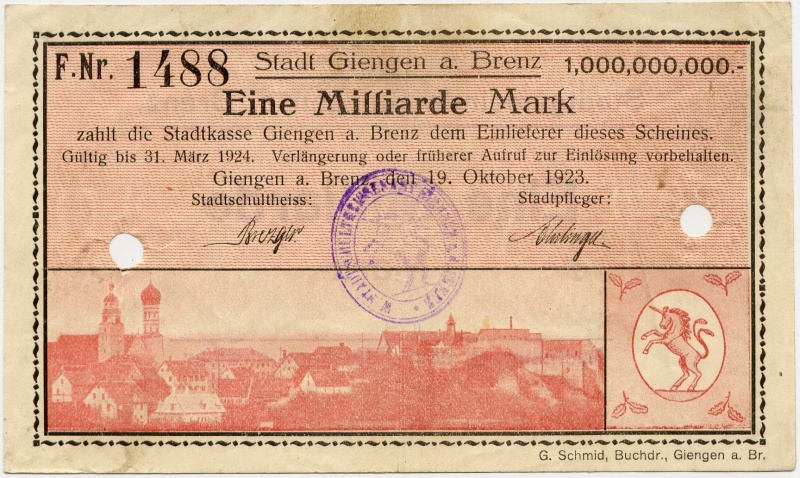 F.Nr. 1488 Stadt Giengen a. Brenz 1,000,000,000.-
Eine Milliarde Mark
zahlt die Stadtkasse Giengen a. Brenz dem Einlieferer dieses Scheines.
Gültig bis 31. März 1924. Verlängerung oder früherer Aufruf zur Einlösung vorbehalten.
Giengen a. Brenz, den 19. Oktober 1923.
Stadtschultheiss: Stadtpfleger:
G. Schmid, Buchdr., Giengen a. Br.